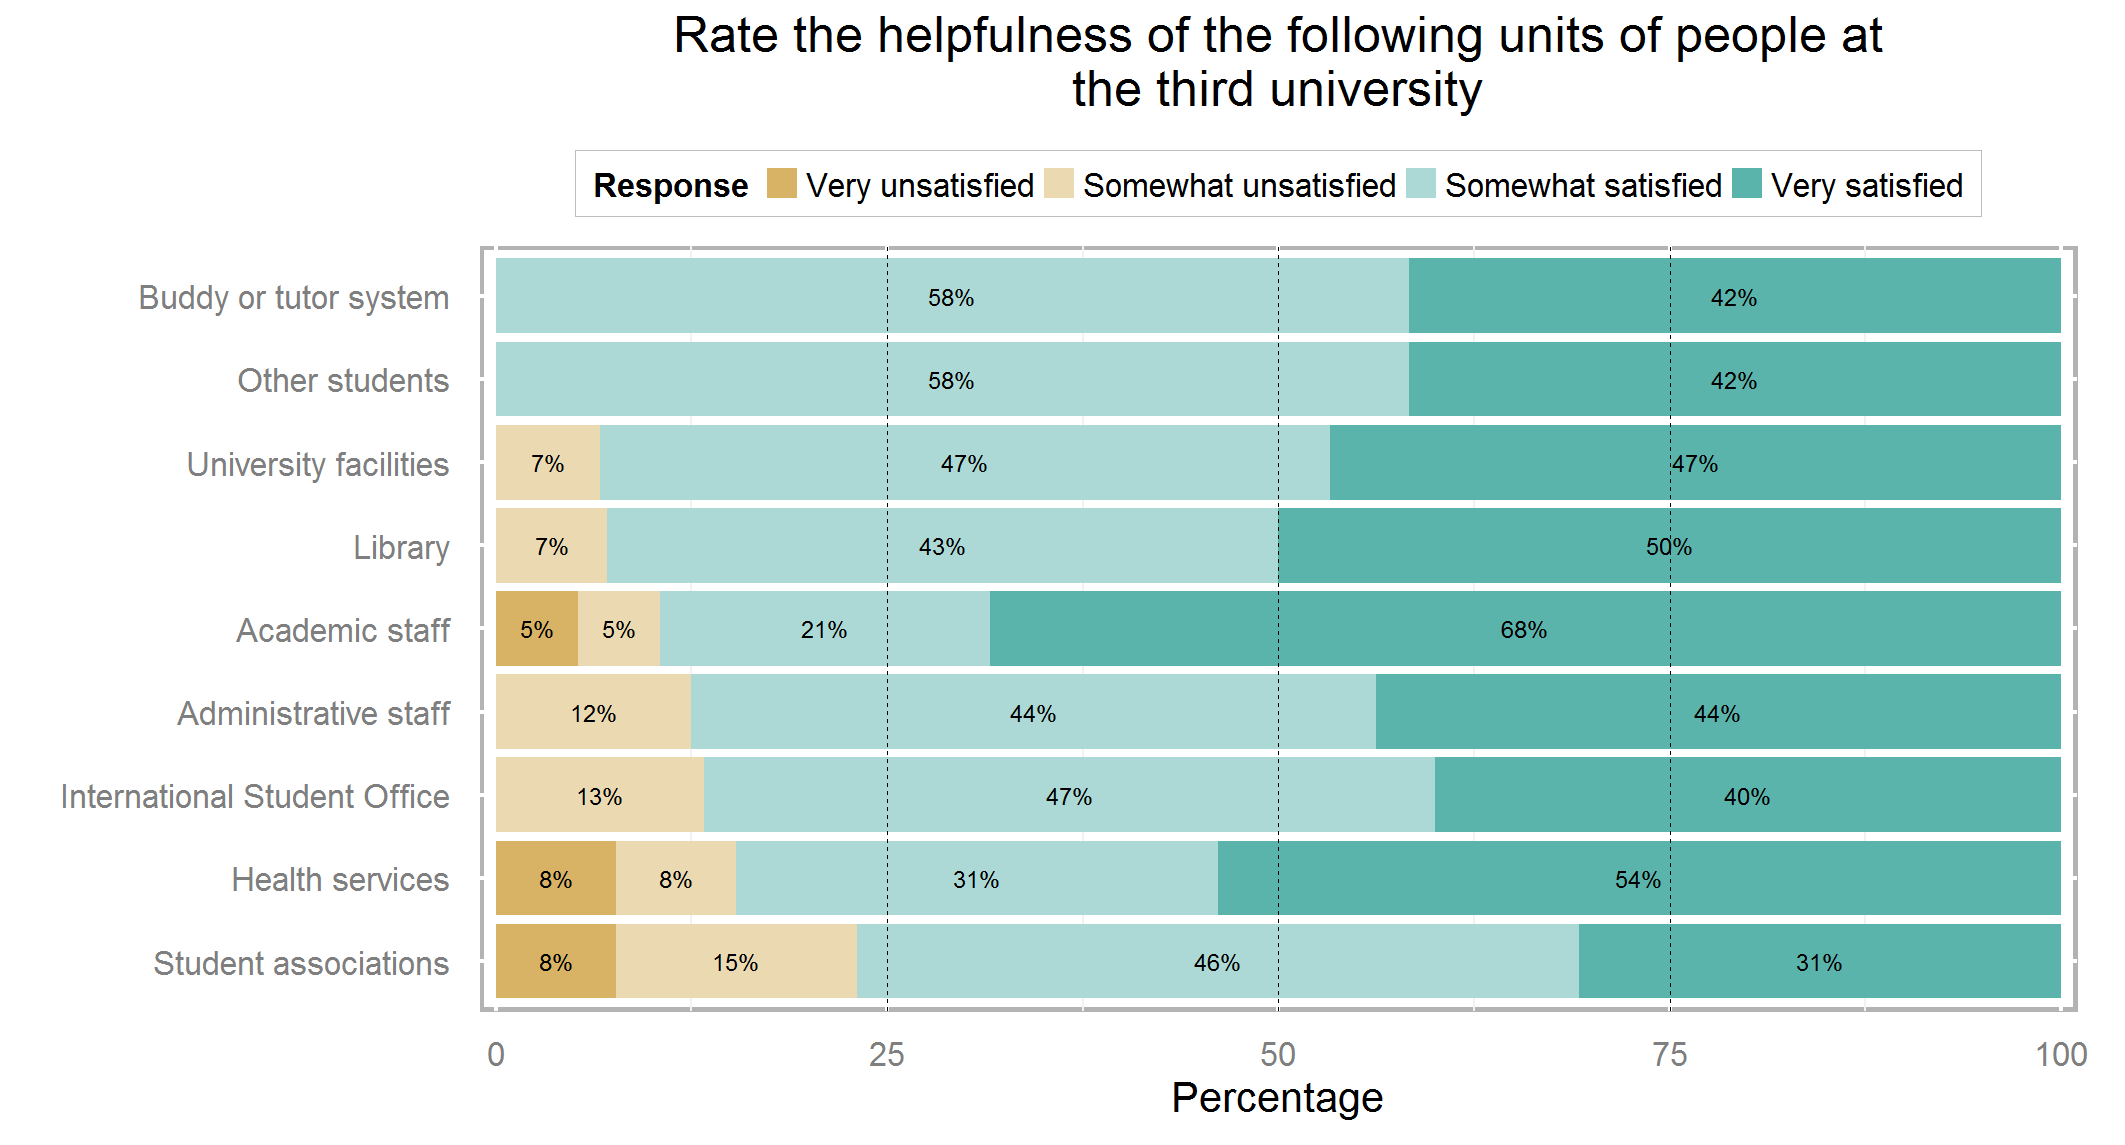 Rate the helpfulness of the following units of people at
the third university
Response Very unsatisfied Somewhat unsatisfied Somewhat satisfied Very satisfied
Buddy or tutor system 58% 42%
Other students 58% 42%
University facilities 7% 47% 47%
Library 7% 43% 50%
Academic staff 5% 5% 21% 68%
Administrative staff 12% 44% 44%
International Student Office 13% 47% 40%
Health services 8% 8% 31% 54%
Student associations 8% 15% 46% 31%
0 25 50 75 100
Percentage